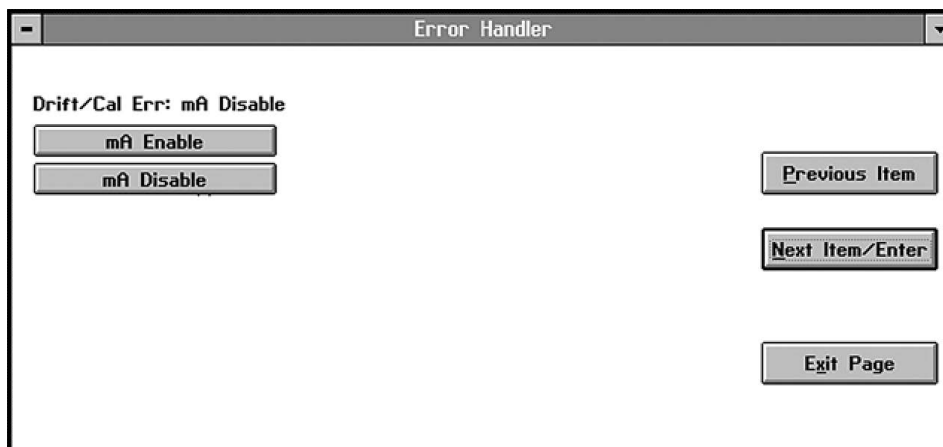 Error Handler
Drift/Cal Err: mA Disable
mA Enable
mA Disable
Previous Item
Next Item/Enter
Exit Page